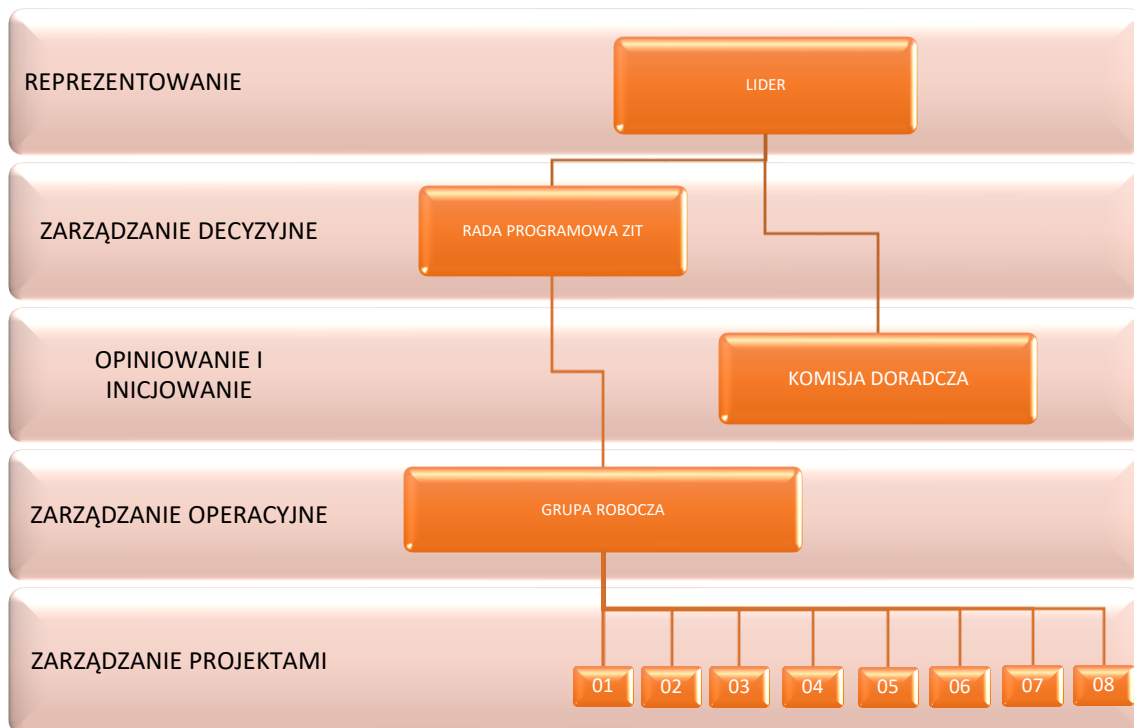 REPREZENTOWANIE
LIDER
ZARZĄDZANIE DECYZYJNE
RADA PROGRAMOWA ZIT
OPINIOWANIE I
INICJOWANIE
KOMISJA DORADCZA
ZARZĄDZANIE OPERACYJNE
GRUPA ROBOCZA
ZARZĄDZANIE PROJEKTAMI
01 02 03 04 05 06 07 08